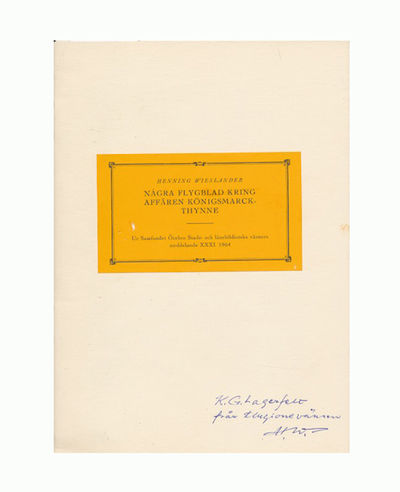 HENNING WIESLANDER
NÅGRA FLYGBLAD KRING
AFFÄREN KÖNIGSMARCK-
THYNNE
Ur Samfundet Örebro Stads- och länsbiblioteks vänners
meddelande XXXI. 1964
K.G. Lagerfelt
från
H.W.